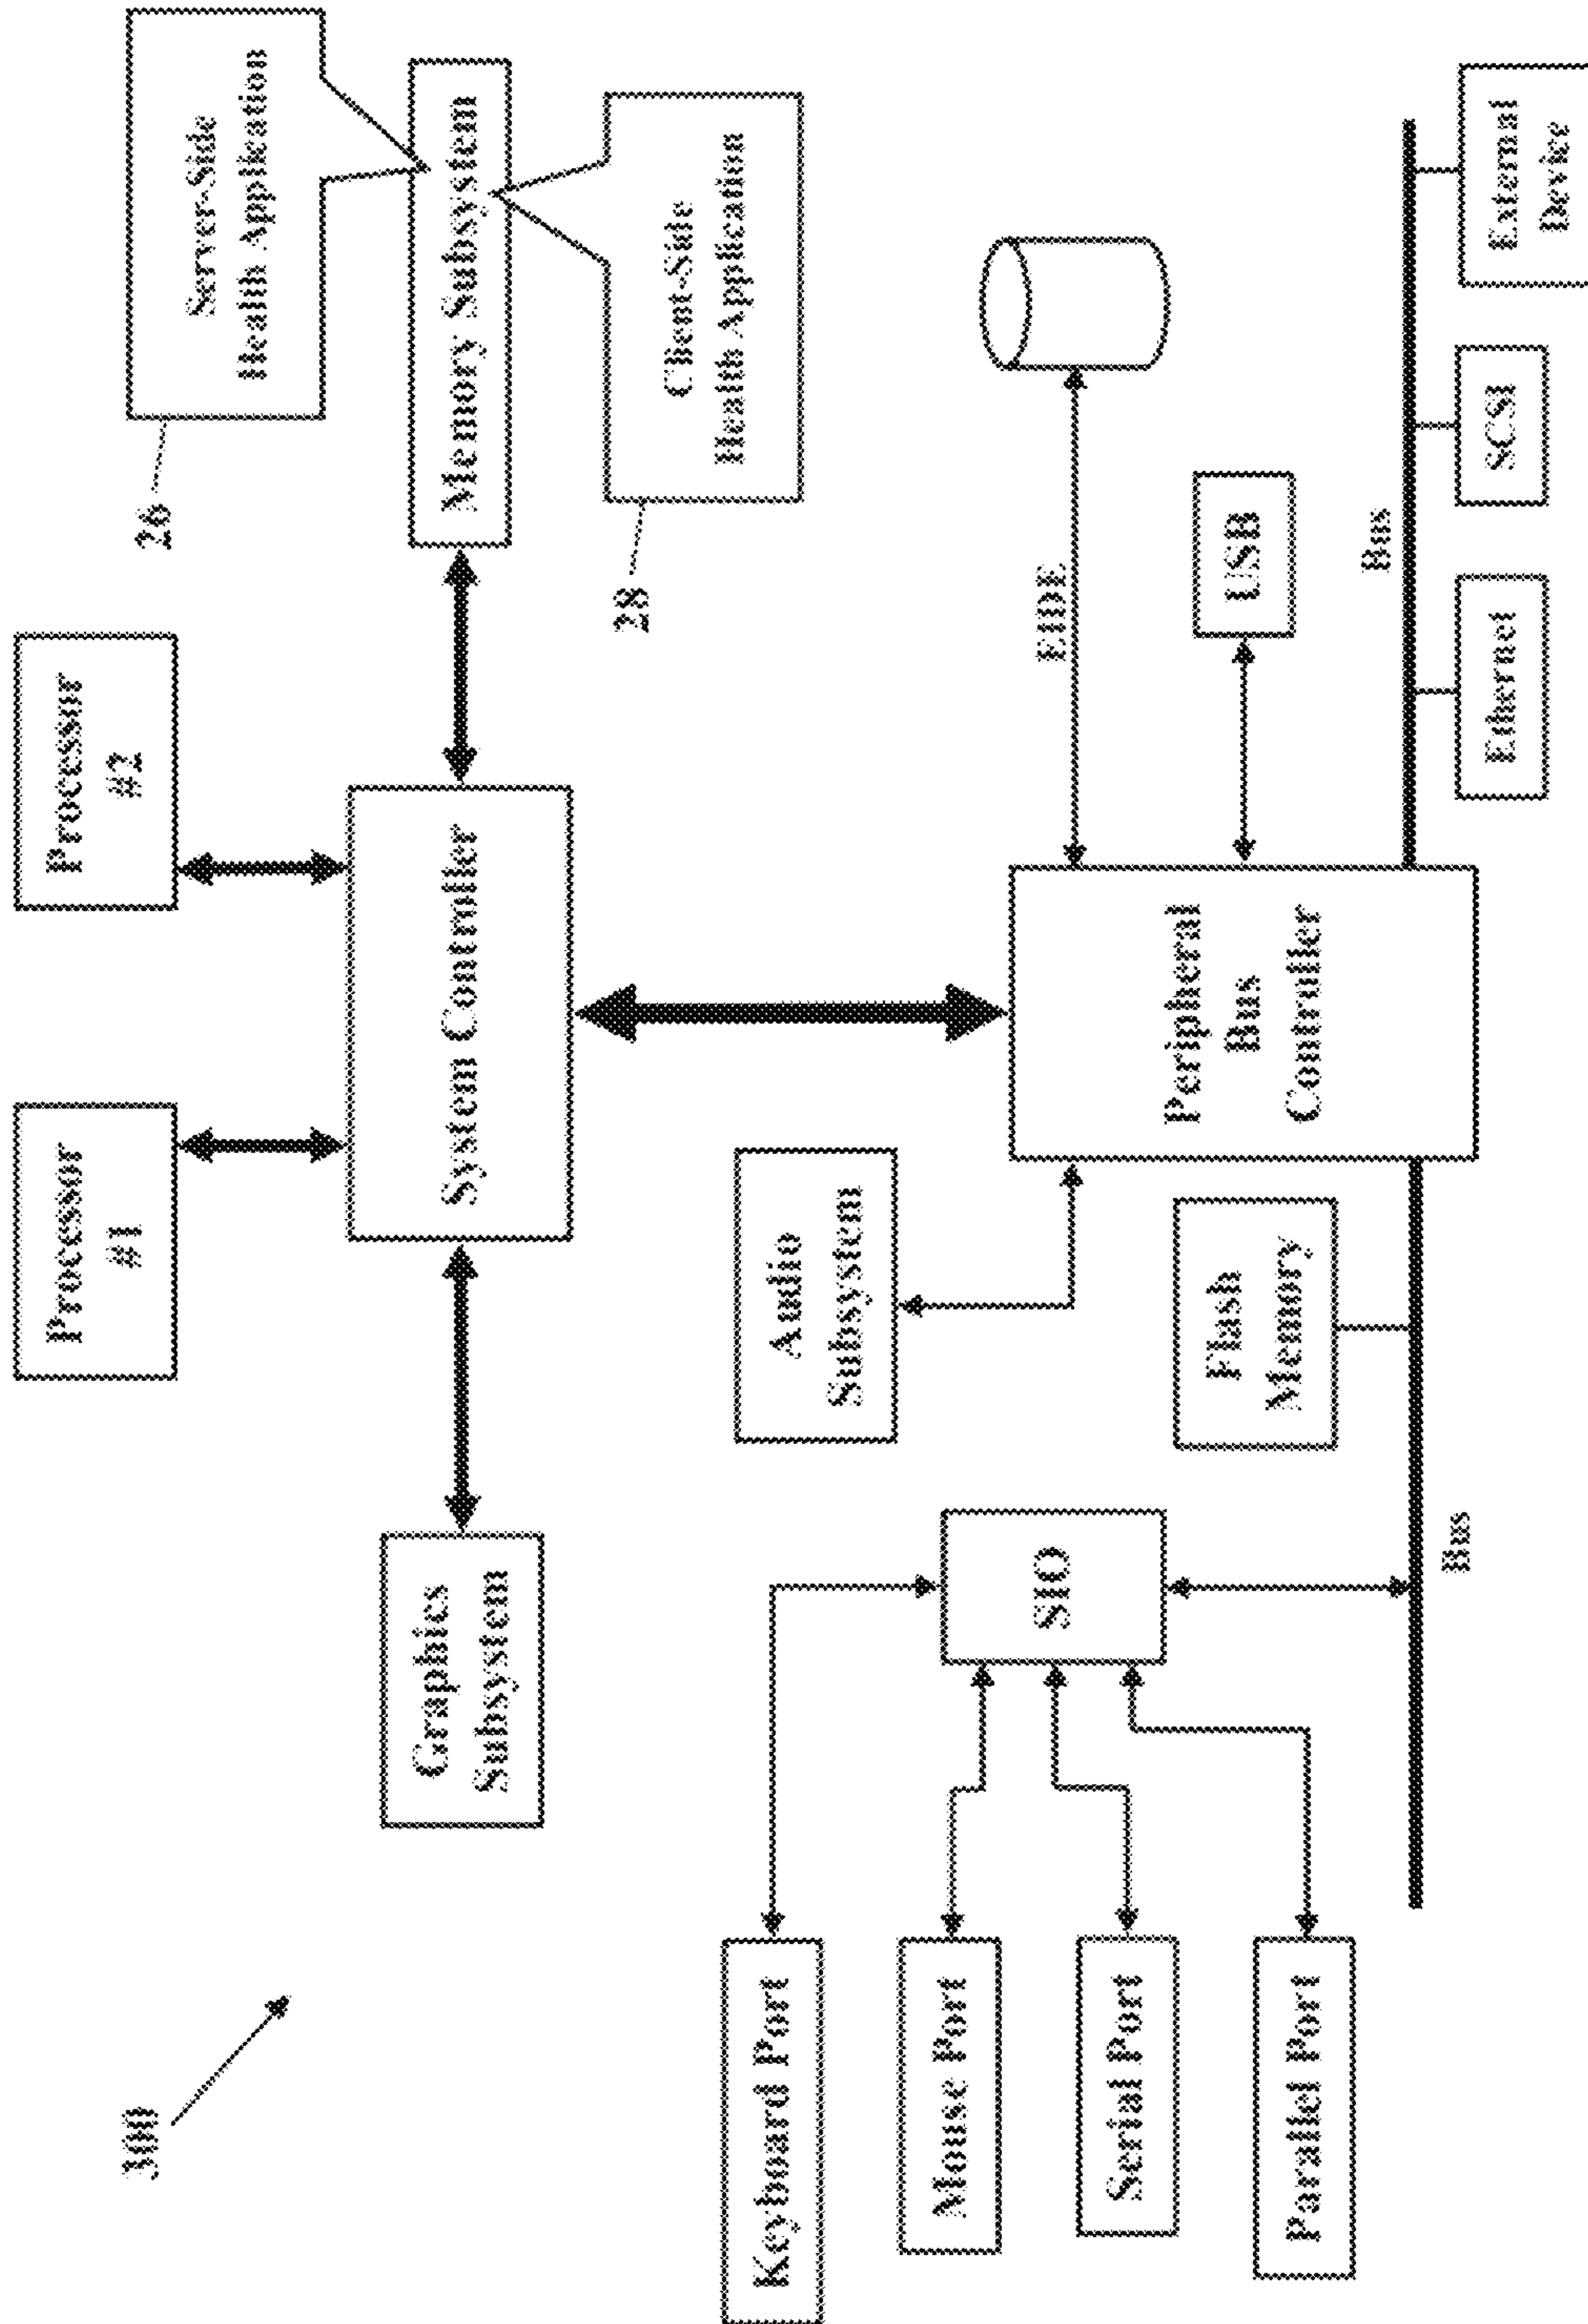 300
Processor
#1
Processor
#2
Server-Side
Health Application
26
Graphics
Subsystem
System Controller
Memory Subsystem
28
Client-Side
Health Application
Keyboard Port
Mouse Port
Serial Port
Parallel Port
SIO
Audio
Subsystem
Flash
Memory
Peripheral
Bus
Controller
EIDE
USB
Bus
Bus
Ethernet
SCSI
External
Device